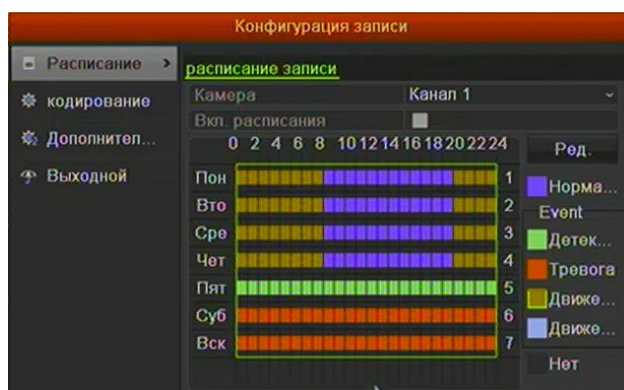 Конфигурация записи
Расписание >
кодирование
Дополнител...
Выходной
расписание записи
Камера Канал 1
Вкл. расписания
0 2 4 6 8 10 12 14 16 18 20 22 24
Пон 1
Вто 2
Сре 3
Чет 4
Пят 5
Суб 6
Вск 7
Ред.
Норма...
Event
Детек...
Тревога
Движе...
Движе...
Нет